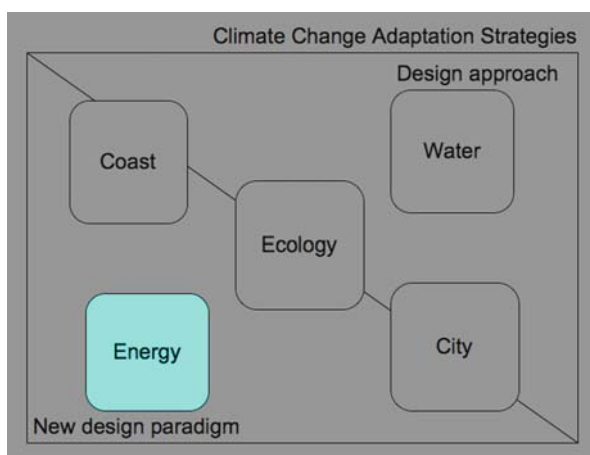 Climate Change Adaptation Strategies
Design approach
Coast
Water
Ecology
Energy
City
New design paradigm